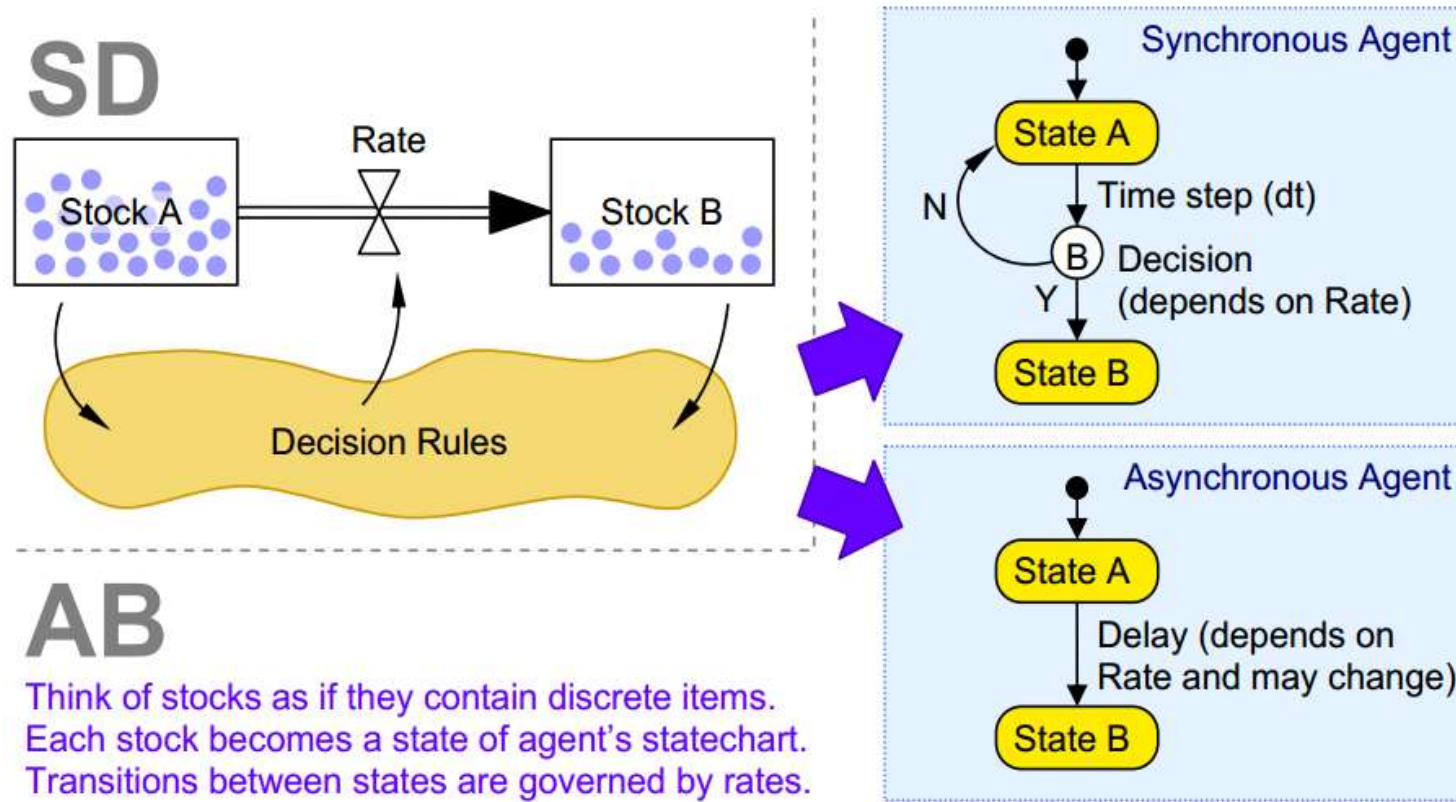 SD
Rate
Stock A
Stock B
Decision Rules
AB
Think of stocks as if they contain discrete items.
Each stock becomes a state of agent's statechart.
Transitions between states are governed by rates.
Synchronous Agent
State A
Time step (dt)
N
B
Decision
(depends on Rate)
Y
State B
Asynchronous Agent
State A
Delay (depends on
Rate and may change)
State B